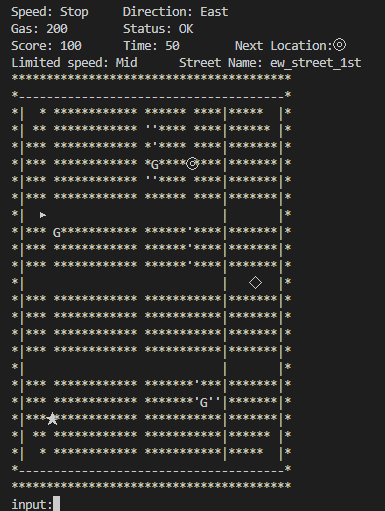 Speed: Stop     Direction: East
Gas: 200        Status: OK
Score: 100      Time: 50        Next Location:◎
Limited speed: Mid      Street Name: ew_street_1st
****************************************
*--------------------------------------*
*|  * ************ ****** ****|*****  |*
*| ** ************ ''**** ****|****** |*
*|*** ************ *'**** ****|*******|*
*|*** ************ *G****◎****|*******|*
*|*** ************ ''**** ****|*******|*
*|*** ************ ****** ****|*******|*
*|  ▸                         |       |*
*|*** G*********** ******'****|*******|*
*|*** ************ ******'****|*******|*
*|*** ************ ******'****|*******|*
*|                            |   ◇   |*
*|*** ************ ***********|*******|*
*|*** ************ ***********|*******|*
*|*** ************ ***********|*******|*
*|*** ************ ***********|*******|*
*|                            |       |*
*|*** ************ *******'***|*******|*
*|*** ************ *******'G''|*******|*
*|***★************ ***********|*******|*
*| ** ************ ***********|****** |*
*|  * ************ ***********|*****  |*
*--------------------------------------*
****************************************
input: